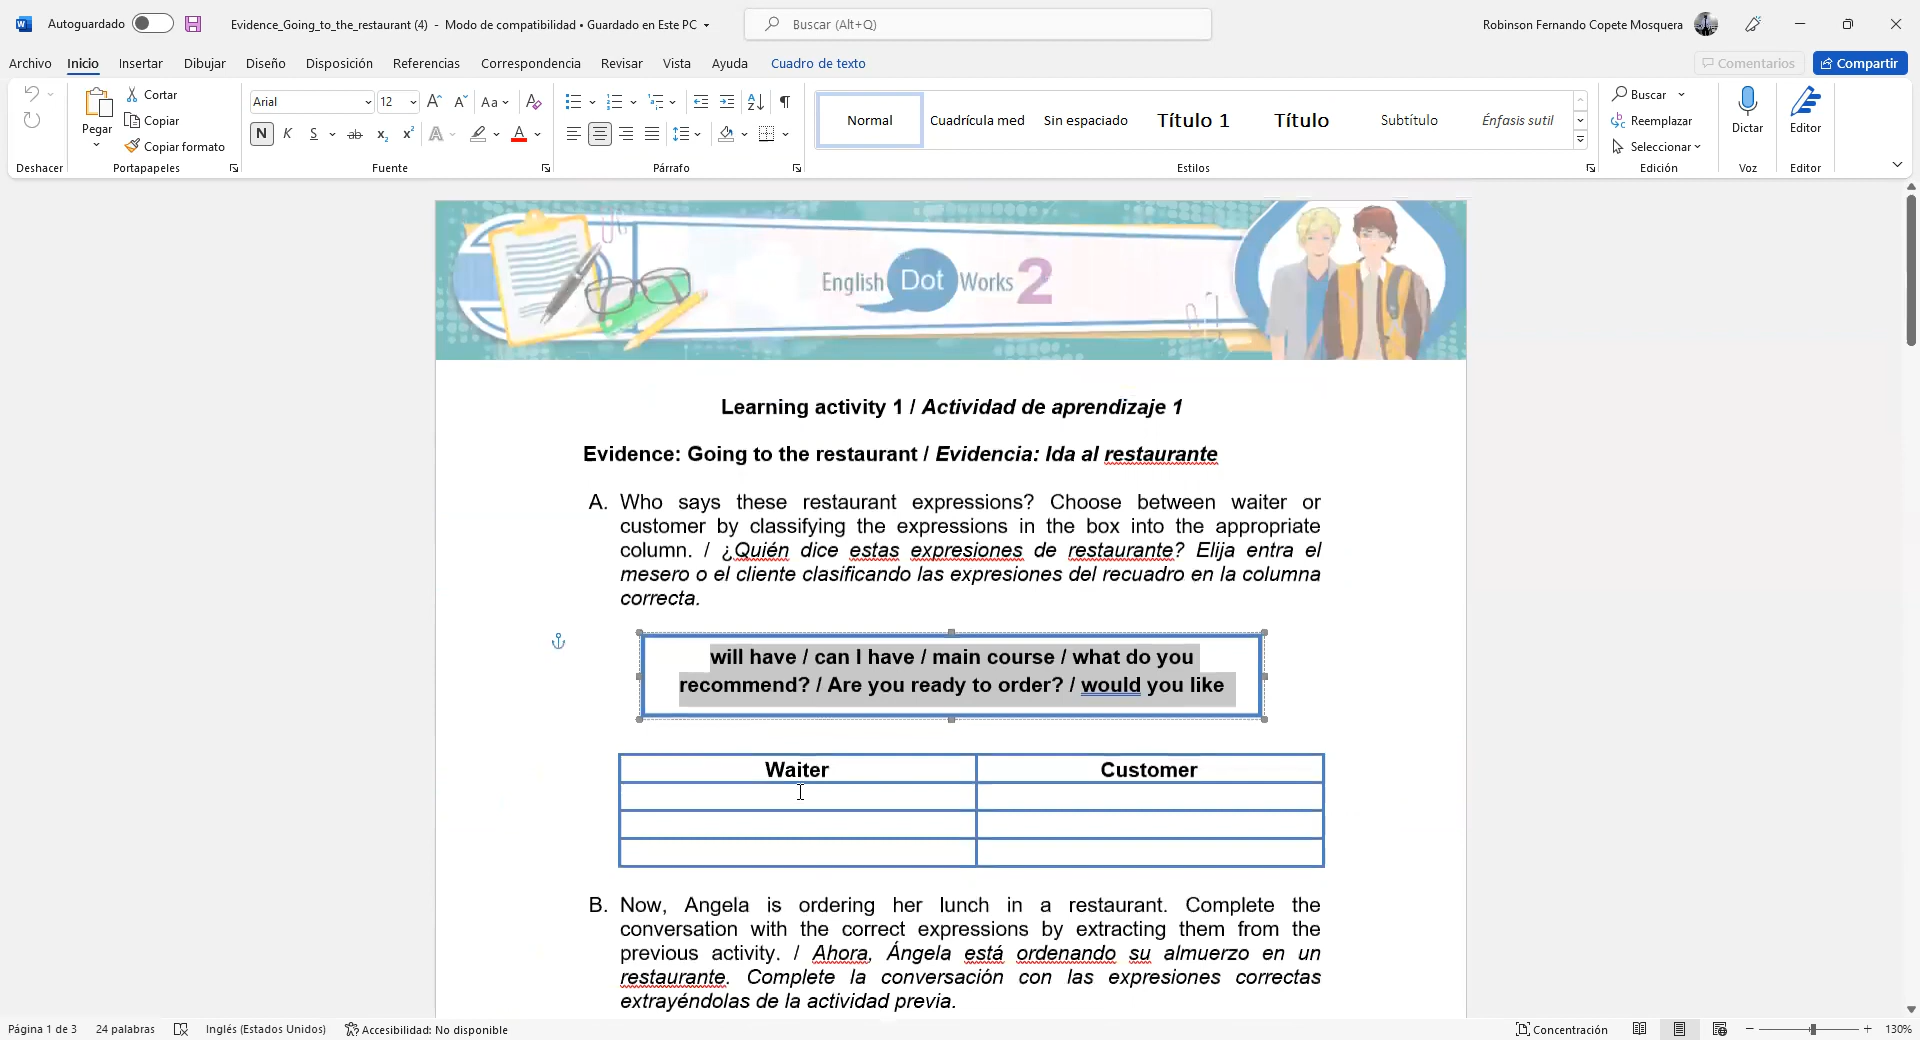 Autoguardado
Evidence_Going_to_the_restaurant (4) - Modo de compatibilidad • Guardado en Este PC
Buscar (Alt+Q)
Robinson Fernando Copete Mosquera
Archivo Inicio Insertar Dibujar Diseño Disposición Referencias Correspondencia Revisar Vista Ayuda Cuadro de texto
Comentarios Compartir
Pegar
Cortar
Copiar
Copiar formato
Arial 12
Aa
N K S ab x₂ x² A A
Normal Cuadrícula med Sin espaciado Título 1 Título Subtítulo Énfasis sutil
Buscar
Reemplazar
Seleccionar
Dictar
Editor
Deshacer Portapapeles Fuente Párrafo Estilos Edición Voz Editor
English Dot Works 2
Learning activity 1 / Actividad de aprendizaje 1
Evidence: Going to the restaurant / Evidencia: Ida al restaurante
A. Who says these restaurant expressions? Choose between waiter or
customer by classifying the expressions in the box into the appropriate
column. / ¿Quién dice estas expresiones de restaurante? Elija entra el
mesero o el cliente clasificando las expresiones del recuadro en la columna
correcta.
will have / can I have / main course / what do you
recommend? / Are you ready to order? / would you like
Waiter Customer
B. Now, Angela is ordering her lunch in a restaurant. Complete the
conversation with the correct expressions by extracting them from the
previous activity. / Ahora, Ángela está ordenando su almuerzo en un
restaurante. Complete la conversación con las expresiones correctas
extrayéndolas de la actividad previa.
Página 1 de 3 24 palabras Inglés (Estados Unidos) Accesibilidad: No disponible Concentración 130%